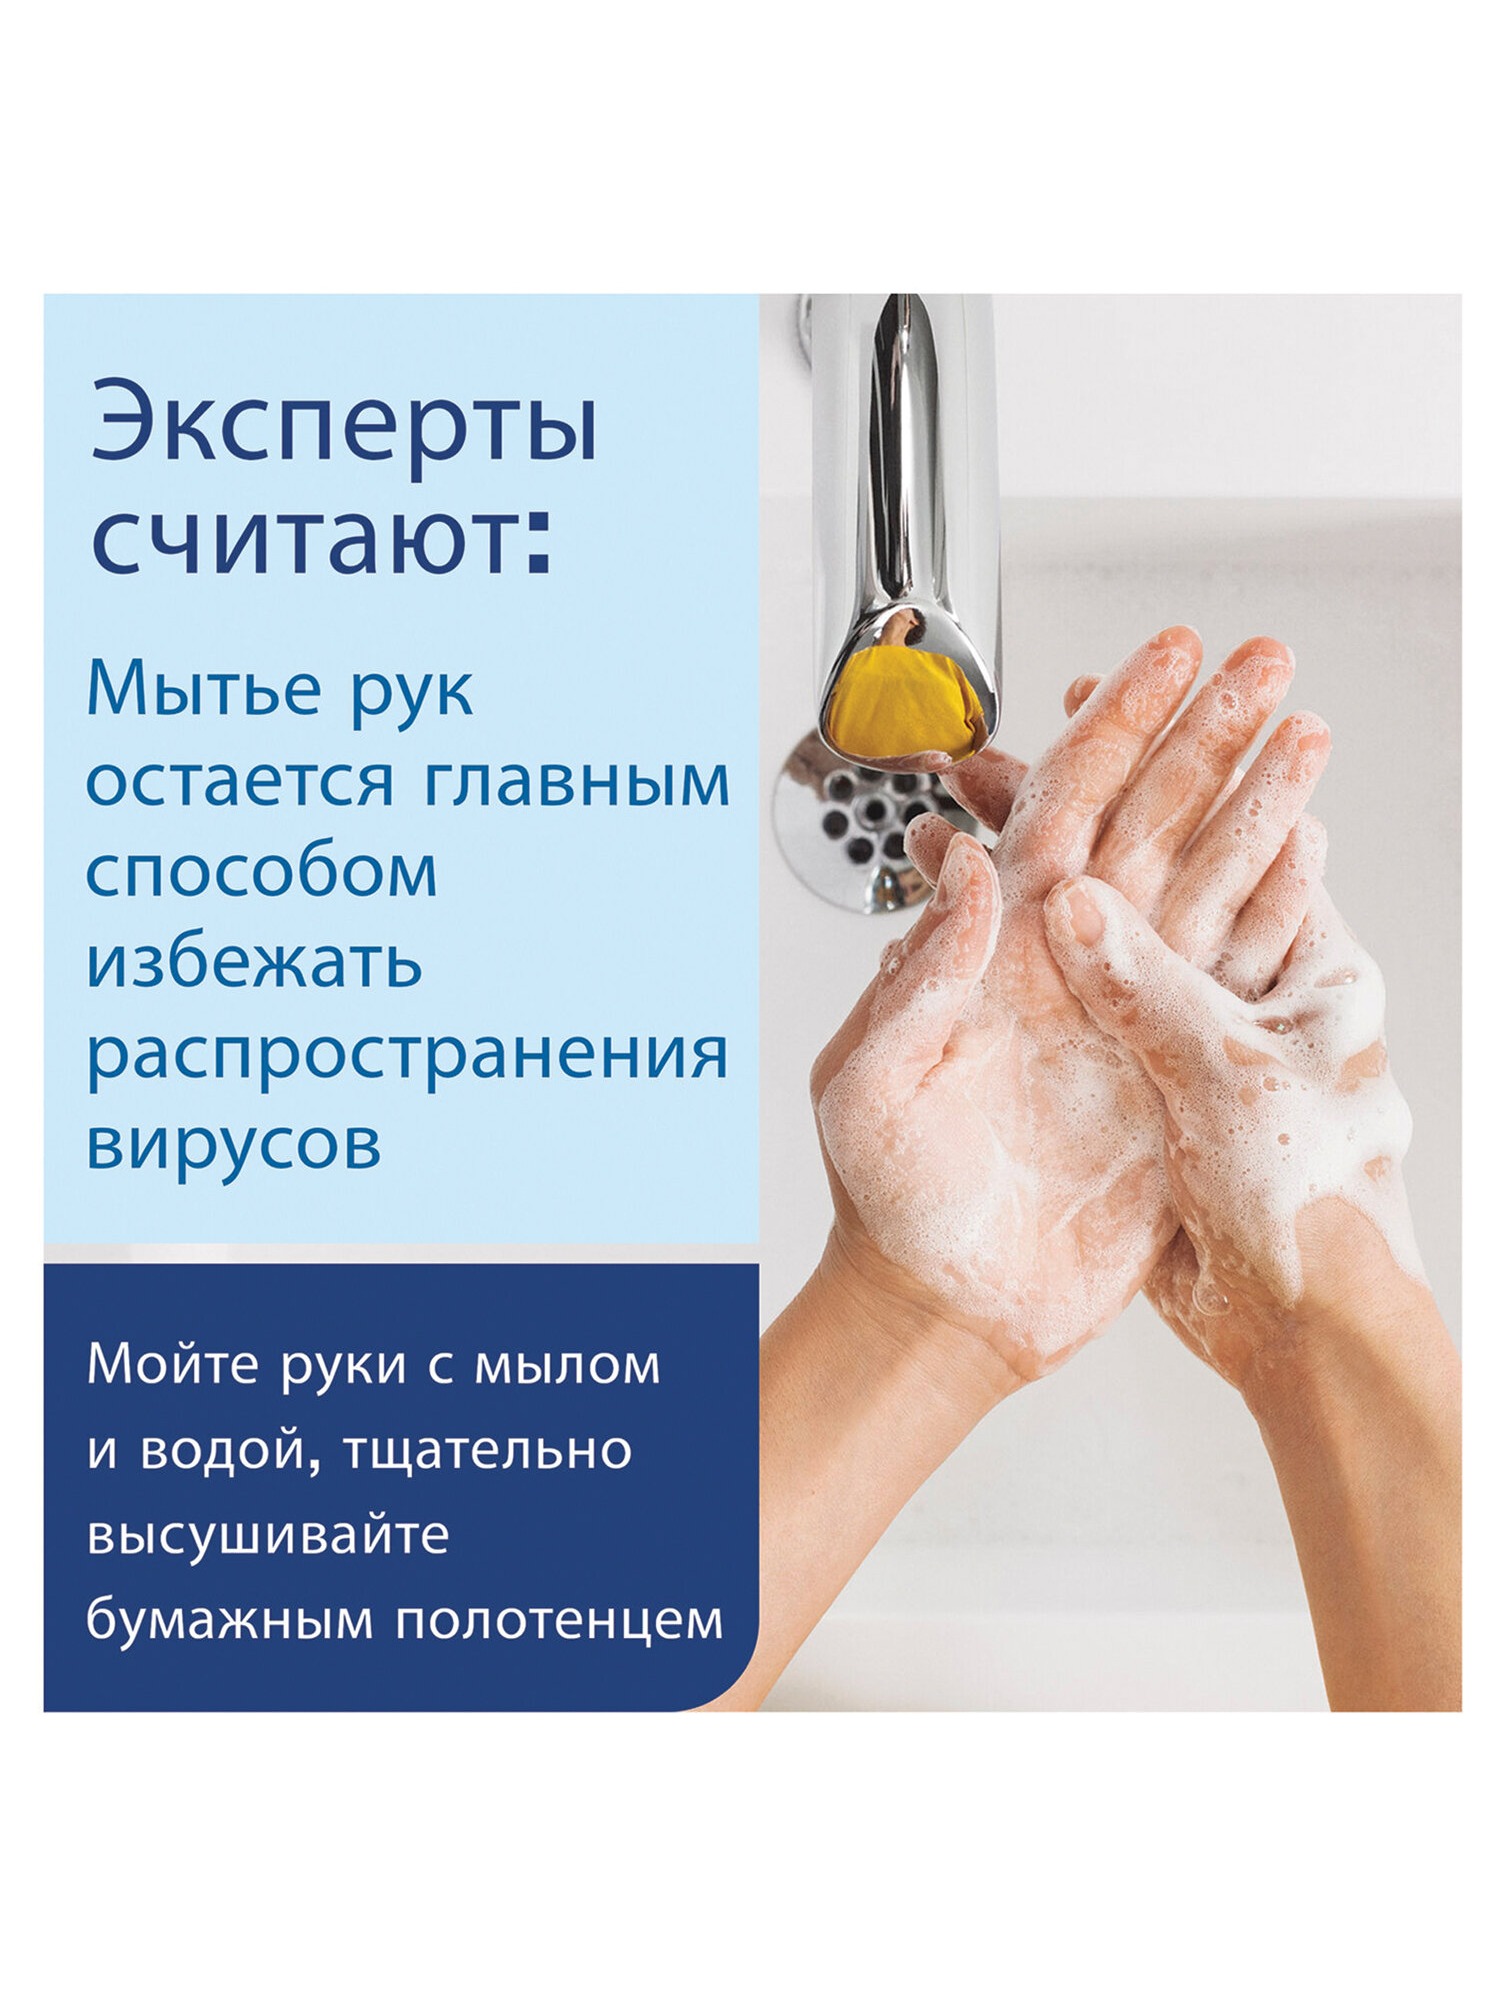 Эксперты
считают:
Мытье рук
остается главным
способом
избежать
распространения
вирусов
Мойте руки с мылом
и водой, тщательно
высушивайте
бумажным полотенцем